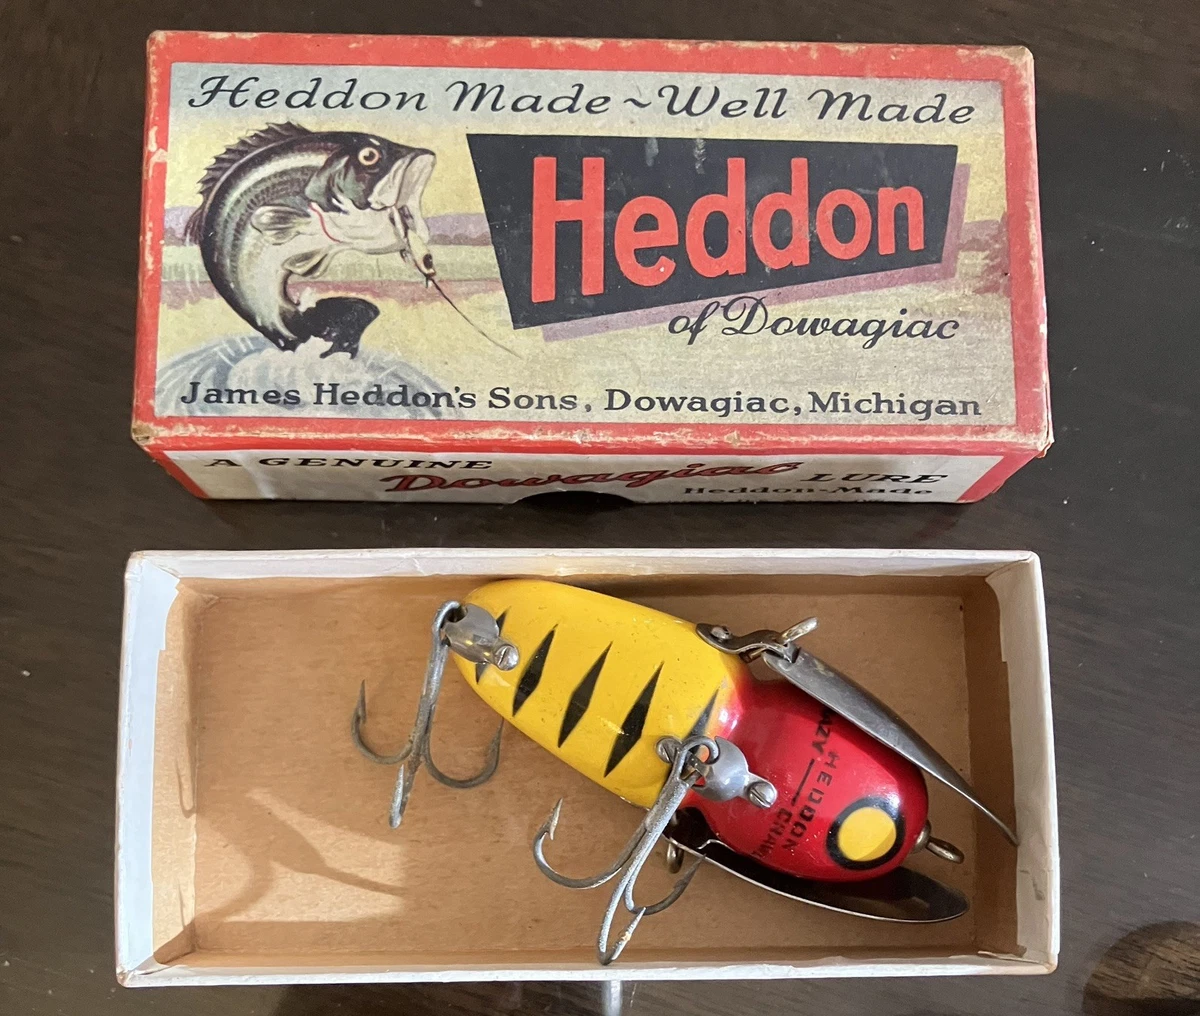 Heddon Made ~ Well Made
Heddon
of Dowagiac
James Heddon's Sons, Dowagiac, Michigan
A GENUINE Dowagiac LURE
Heddon-Made
HEDDON